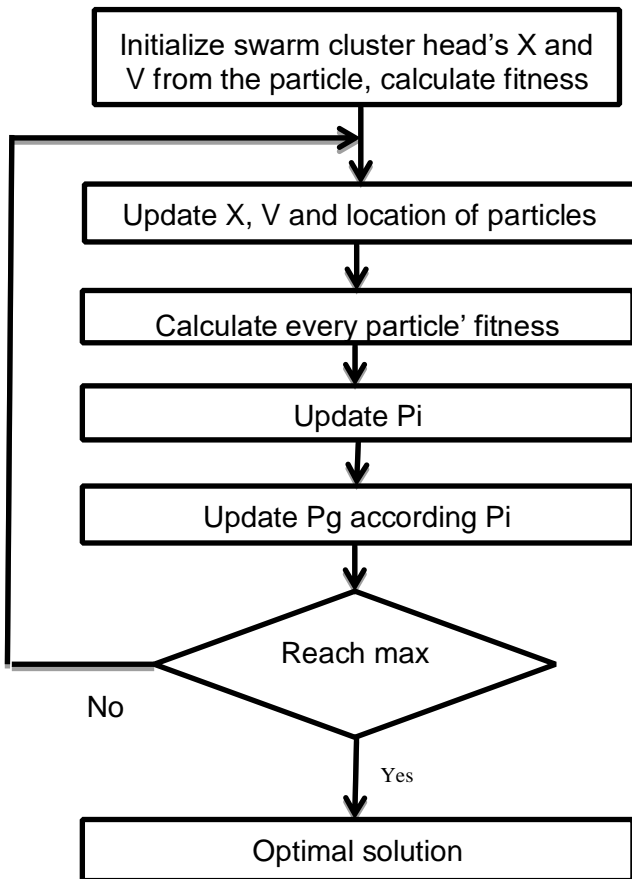 Initialize swarm cluster head's X and
V from the particle, calculate fitness
Update X, V and location of particles
Calculate every particle' fitness
Update Pi
Update Pg according Pi
Reach max
No
Yes
Optimal solution